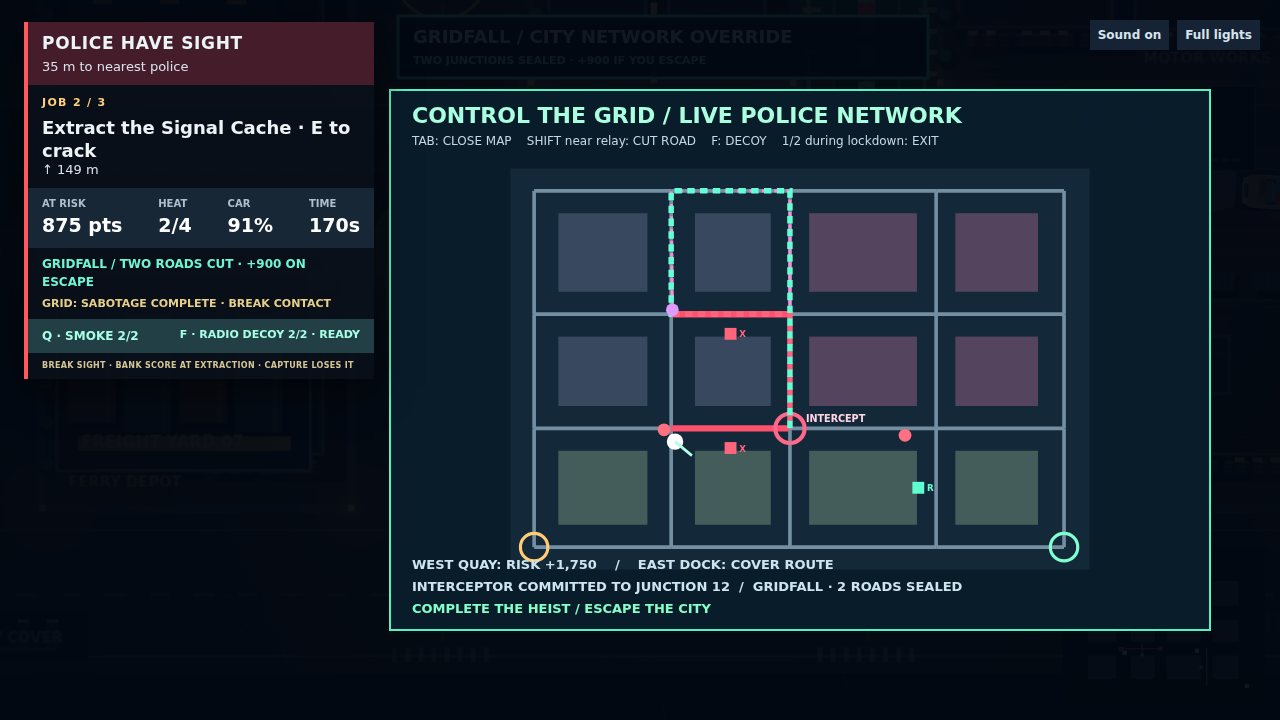 POLICE HAVE SIGHT
35 m to nearest police
JOB 2 / 3
Extract the Signal Cache · E to
crack
↑ 149 m
AT RISK HEAT CAR TIME
875 pts 2/4 91% 170s
GRIDFALL / TWO ROADS CUT · +900 ON
ESCAPE
GRID: SABOTAGE COMPLETE · BREAK CONTACT
Q · SMOKE 2/2 F · RADIO DECOY 2/2 · READY
BREAK SIGHT · BANK SCORE AT EXTRACTION · CAPTURE LOSES IT
GRIDFALL / CITY NETWORK OVERRIDE
TWO JUNCTIONS SEALED · +900 IF YOU ESCAPE
Sound on Full lights
MOTOR WORKS
CONTROL THE GRID / LIVE POLICE NETWORK
TAB: CLOSE MAP SHIFT near relay: CUT ROAD F: DECOY 1/2 during lockdown: EXIT
X
INTERCEPT
X
R
WEST QUAY: RISK +1,750 / EAST DOCK: COVER ROUTE
INTERCEPTOR COMMITTED TO JUNCTION 12 / GRIDFALL · 2 ROADS SEALED
COMPLETE THE HEIST / ESCAPE THE CITY
FREIGHT YARD 07
FERRY DEPOT
COVER